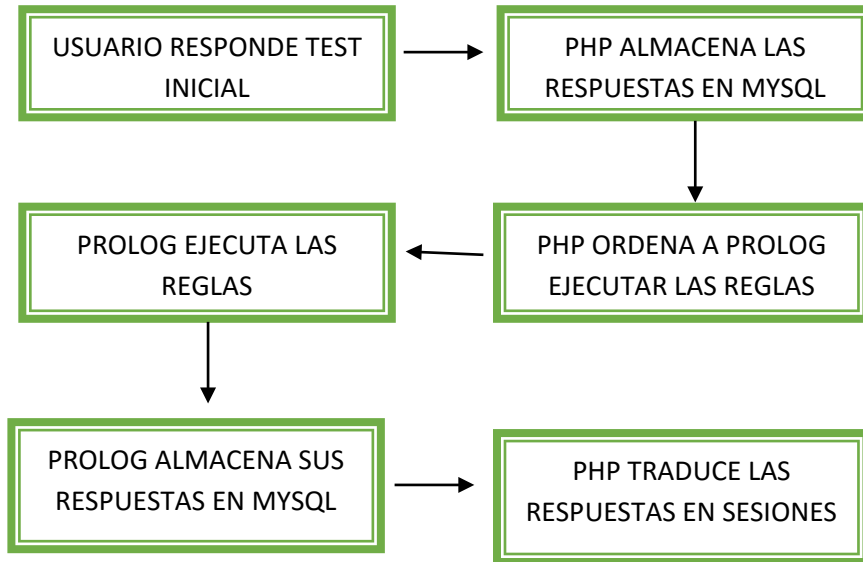 USUARIO RESPONDE TEST
INICIAL
PHP ALMACENA LAS
RESPUESTAS EN MYSQL
PHP ORDENA A PROLOG
EJECUTAR LAS REGLAS
PROLOG EJECUTA LAS
REGLAS
PROLOG ALMACENA SUS
RESPUESTAS EN MYSQL
PHP TRADUCE LAS
RESPUESTAS EN SESIONES